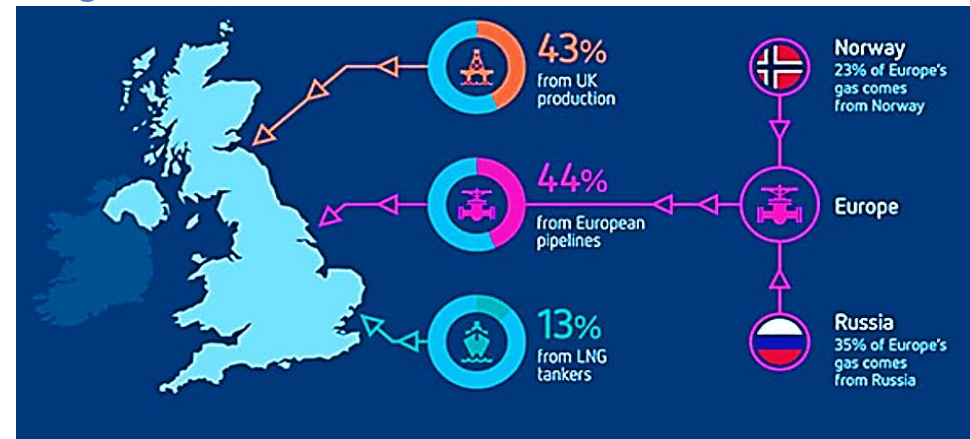 43%
from UK
production
44%
from European
pipelines
13%
from LNG
tankers
Norway
23% of Europe's
gas comes
from Norway
Europe
Russia
35% of Europe's
gas comes
from Russia